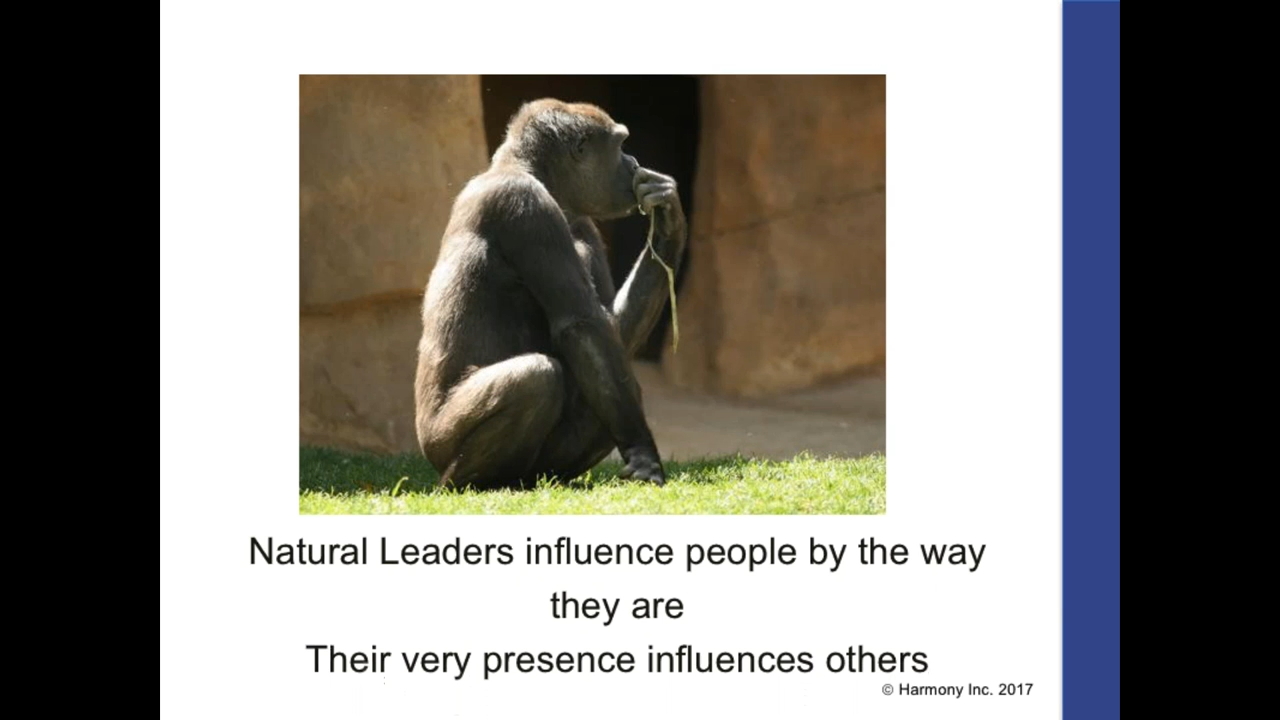 Natural Leaders influence people by the way
they are
Their very presence influences others
© Harmony Inc. 2017